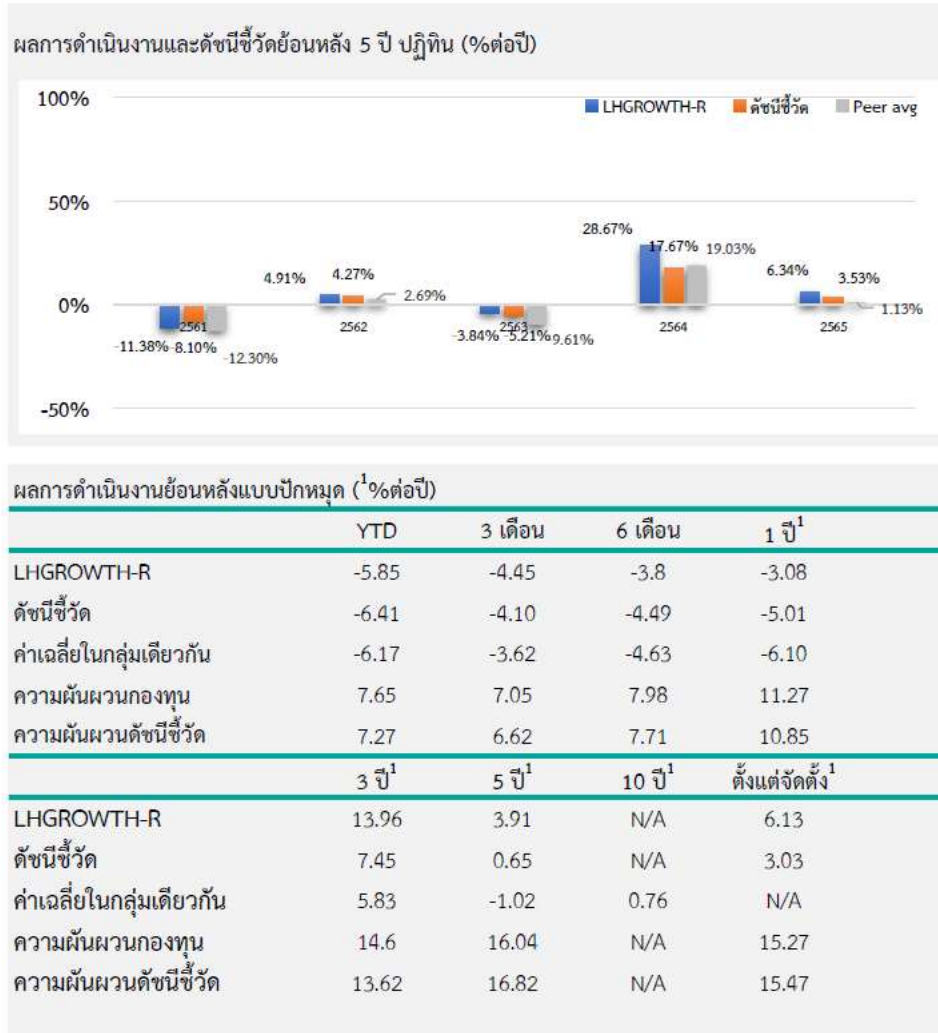 ผลการดำเนินงานและดัชนีชี้วัดย้อนหลัง 5 ปี ปฏิทิน (%ต่อปี)
100%
LHGROWTH-R ดัชนีชี้วัด Peer avg
50%
28.67% 17.67% 19.03%
4.91% 4.27% 2.69%
6.34% 3.53% 1.13%
0%
2561 2562 2563 2564 2565
-11.38% -8.10% -12.30%
-3.84% -5.21% 9.61%
-50%
ผลการดำเนินงานย้อนหลังแบบปักหมุด (¹%ต่อปี)
YTD 3 เดือน 6 เดือน 1 ปี¹
LHGROWTH-R -5.85 -4.45 -3.8 -3.08
ดัชนีชี้วัด -6.41 -4.10 -4.49 -5.01
ค่าเฉลี่ยในกลุ่มเดียวกัน -6.17 -3.62 -4.63 -6.10
ความผันผวนกองทุน 7.65 7.05 7.98 11.27
ความผันผวนดัชนีชี้วัด 7.27 6.62 7.71 10.85
3 ปี¹ 5 ปี¹ 10 ปี¹ ตั้งแต่จัดตั้ง¹
LHGROWTH-R 13.96 3.91 N/A 6.13
ดัชนีชี้วัด 7.45 0.65 N/A 3.03
ค่าเฉลี่ยในกลุ่มเดียวกัน 5.83 -1.02 0.76 N/A
ความผันผวนกองทุน 14.6 16.04 N/A 15.27
ความผันผวนดัชนีชี้วัด 13.62 16.82 N/A 15.47